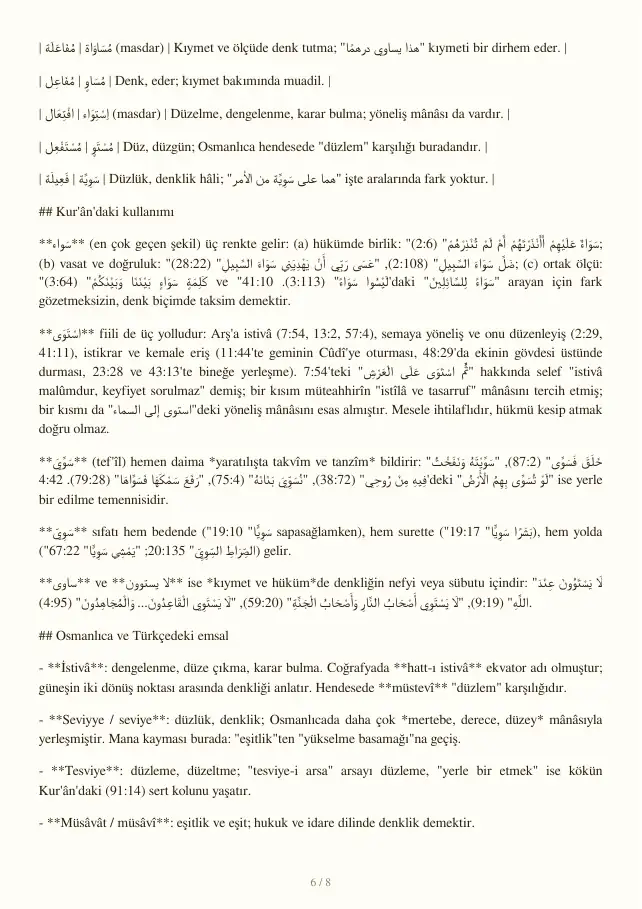 | مُفَاعَلَة | مُسَاوَاة (masdar) | Kıymet ve ölçüde denk tutma; "هذا يساوي درهمًا" kıymeti bir dirhem eder. |
| مُفَاعِل | مُسَاوٍ | Denk, eder; kıymet bakımında muadil. |
| افْتِعَال | اِسْتِوَاء (masdar) | Düzelme, dengelenme, karar bulma; yöneliş mânâsı da vardır. |
| مُسْتَفْعِل | مُسْتَوٍ | Düz, düzgün; Osmanlıca hendesede "düzlem" karşılığı buradandır. |
| فَعِيلَة | سَوِيَّة | Düzlük, denklik hâli; "هما على سَوِيَّة من الأمر" işte aralarında fark yoktur. |
## Kur'ân'daki kullanımı
**سواء** (en çok geçen şekil) üç renkte gelir: (a) hükümde birlik: "سَوَاءٌ عَلَيْهِمْ أَأَنْذَرْتَهُمْ أَمْ لَمْ تُنْذِرْهُمْ" (2:6);
(b) vasat ve doğruluk: "عَسَى رَبِّي أَنْ يَهْدِيَنِي سَوَاءَ السَّبِيلِ" (28:22), "ضَلَّ سَوَاءَ السَّبِيلِ" (2:108); (c) ortak ölçü:
"كَلِمَةٍ سَوَاءٍ بَيْنَنَا وَبَيْنَكُمْ" (3:64) ve "لَيْسُوا سَوَاءً" (3:113). 41:10'daki "سَوَاءً لِلسَّائِلِينَ" arayan için fark
gözetmeksizin, denk biçimde taksim demektir.
**اسْتَوَى** fiili de üç yolludur: Arş'a istivâ (7:54, 13:2, 57:4), semaya yöneliş ve onu düzenleyiş (2:29,
41:11), istikrar ve kemale eriş (11:44'te geminin Cûdî'ye oturması, 48:29'da ekinin gövdesi üstünde
durması, 23:28 ve 43:13'te bineğe yerleşme). 7:54'teki "ثُمَّ اسْتَوَى عَلَى الْعَرْشِ" hakkında selef "istivâ
malûmdur, keyfiyet sorulmaz" demiş; bir kısım müteahhirîn "istîlâ ve tasarruf" mânâsını tercih etmiş;
bir kısmı da "استوى إلى السماء"deki yöneliş mânâsını esas almıştır. Mesele ihtilaflıdır, hükmü kesip atmak
doğru olmaz.
**سَوَّىَ** (tef'îl) hemen daima *yaratılışta takvîm ve tanzîm* bildirir: "خَلَقَ فَسَوَّى" (87:2), "سَوَّيْتَهُ وَنَفَخْتُ
فِيهِ مِنْ رُوحِي" (38:72), "نُسَوِّيَ بَنَانَهُ" (75:4), "رَفَعَ سَمْكَهَا فَسَوَّاهَا" (79:28). 4:42'deki "لَوْ تُسَوَّى بِهِمُ الْأَرْضُ" ise yerle
bir edilme temennisidir.
**سَوِيّ** sıfatı hem bedende ("سَوِيًّا" 19:10 sapasağlamken), hem surette ("بَشَرًا سَوِيًّا" 19:17), hem yolda
("الصِّرَاطِ السَّوِيِّ" 20:135; "يَمْشِي سَوِيًّا" 67:22) gelir.
**ساوى** ve **لا يستوون** ise *kıymet ve hüküm*de denkliğin nefyi veya sübutu içindir: "لَا يَسْتَوُونَ عِنْدَ
اللَّهِ" (9:19), "لَا يَسْتَوِي أَصْحَابُ النَّارِ وَأَصْحَابُ الْجَنَّةِ" (59:20), "لَا يَسْتَوِي الْقَاعِدُونَ... وَالْمُجَاهِدُونَ" (4:95).
## Osmanlıca ve Türkçedeki emsal
- **İstivâ**: dengelenme, düze çıkma, karar bulma. Coğrafyada **hatt-ı istivâ** ekvator adı olmuştur;
güneşin iki dönüş noktası arasında denkliği anlatır. Hendesede **müstevî** "düzlem" karşılığıdır.
- **Seviyye / seviye**: düzlük, denklik; Osmanlıcada daha çok *mertebe, derece, düzey* mânâsıyla
yerleşmiştir. Mana kayması burada: "eşitlik"ten "yükselme basamağı"na geçiş.
- **Tesviye**: düzleme, düzeltme; "tesviye-i arsa" arsayı düzleme, "yerle bir etmek" ise kökün
Kur'ân'daki (91:14) sert kolunu yaşatır.
- **Müsâvât / müsâvî**: eşitlik ve eşit; hukuk ve idare dilinde denklik demektir.
6 / 8